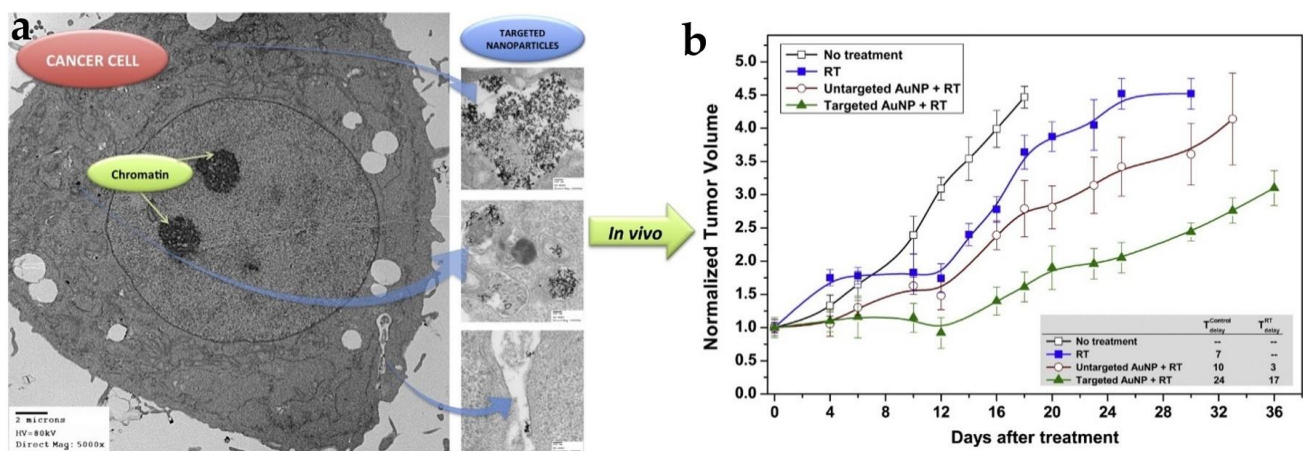 a
CANCER CELL
TARGETED
NANOPARTICLES
Chromatin
2 microns
HV=80kV
Direct Mag: 5000x
In vivo
b
Normalized Tumor Volume
5.0
4.5
4.0
3.5
3.0
2.5
2.0
1.5
1.0
0.5
0.0
No treatment
RT
Untargeted AuNP + RT
Targeted AuNP + RT
T Control delay T RT delay
No treatment -- --
RT 7 --
Untargeted AuNP + RT 10 3
Targeted AuNP + RT 24 17
0 4 8 12 16 20 24 28 32 36
Days after treatment